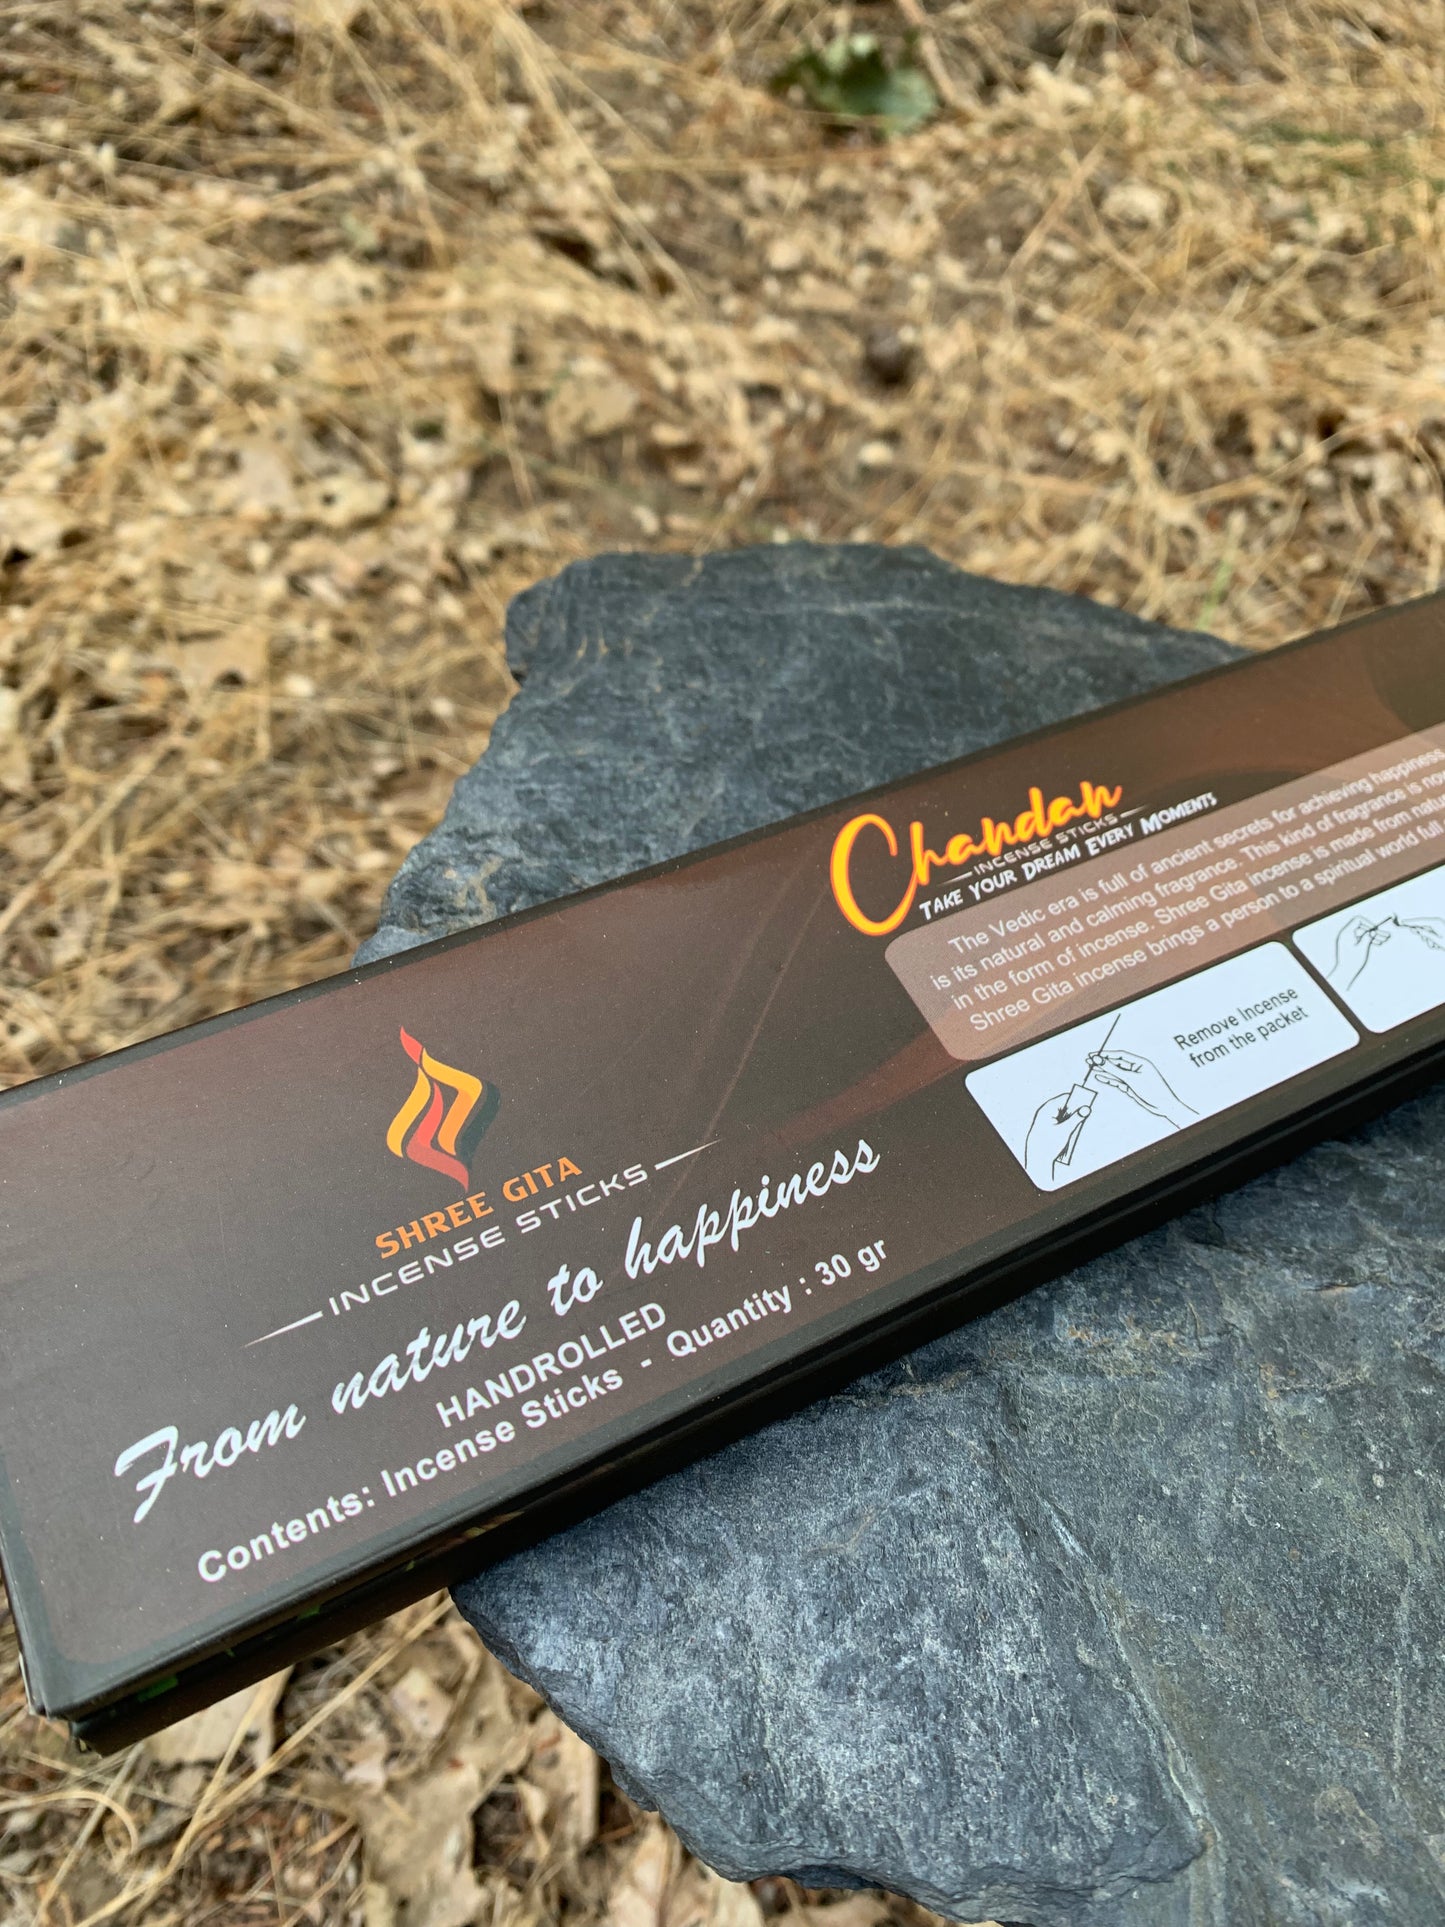 Chandan
INCENSE STICKS
TAKE YOUR DREAM EVERY MOMENTS
The Vedic era is full of ancient secrets for achieving happiness
is its natural and calming fragrance. This kind of fragrance is now
in the form of incense. Shree Gita incense is made from natur
Shree Gita incense brings a person to a spiritual world full
Remove Incense
from the packet
SHREE GITA
INCENSE STICKS
From nature to happiness
HANDROLLED
Contents: Incense Sticks - Quantity : 30 gr